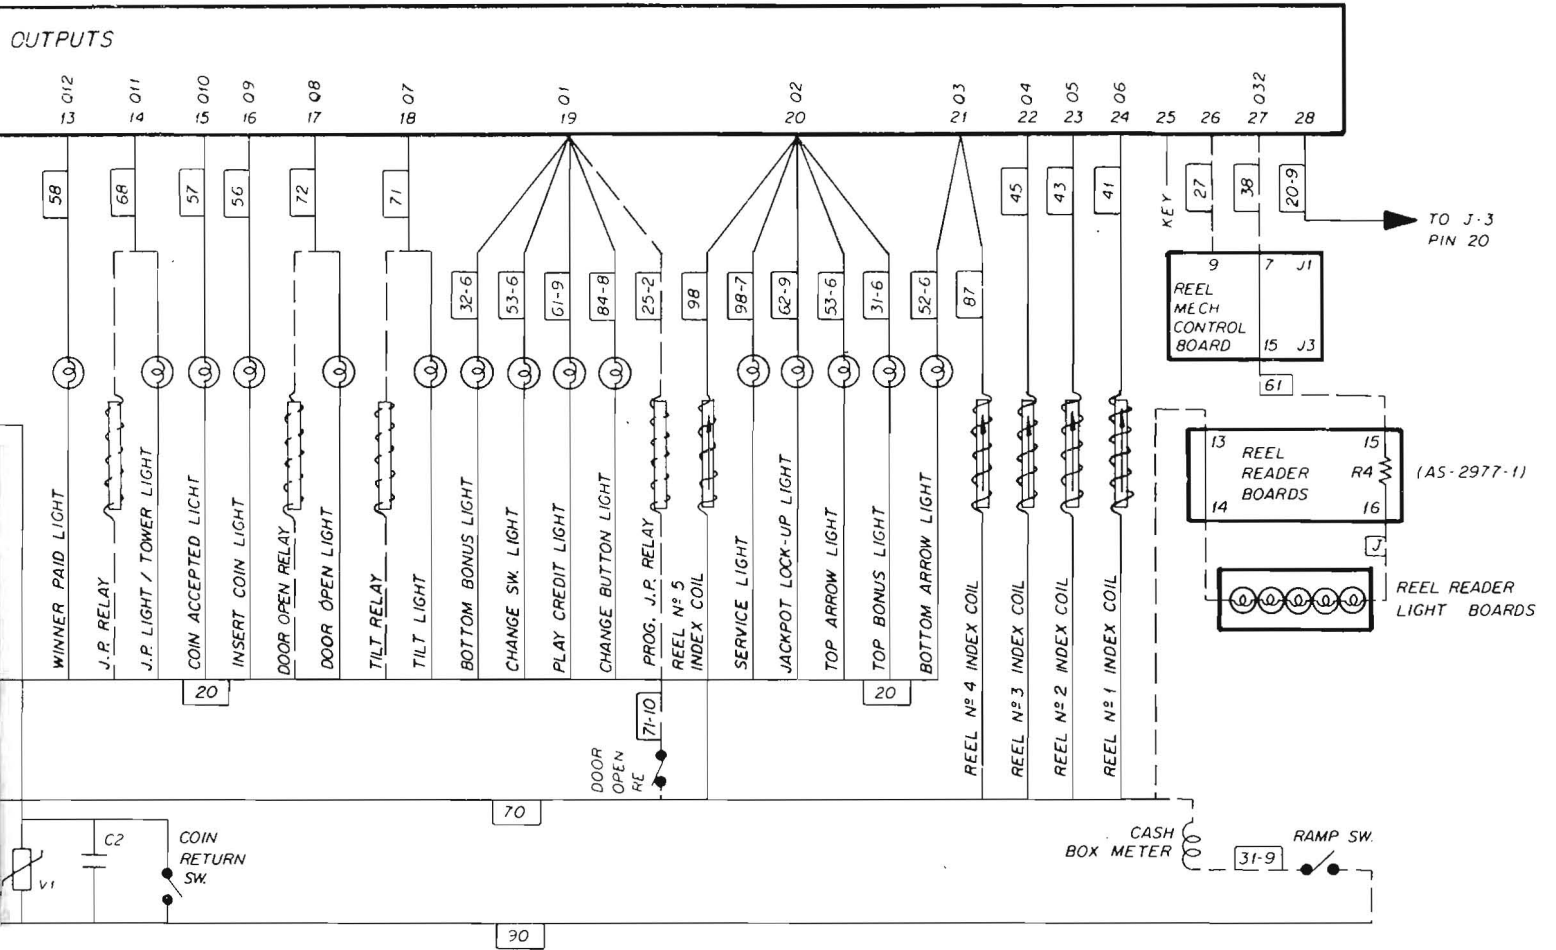 OUTPUTS
O12
O11
O10
O9
O8
O7
O1
O2
O3
O4
O5
O6
O32
13
14
15
16
17
18
19
20
21
22
23
24
25
26
27
28
58
68
57
56
72
71
45
43
41
KEY
27
38
20-9
TO J-3
PIN 20
32-6
53-6
61-9
84-8
25-2
98
98-7
62-9
53-6
31-6
52-6
87
9
7
J1
REEL
MECH
CONTROL
BOARD
15
J3
61
13
15
REEL
READER
BOARDS
R4
14
16
(AS-2977-1)
J
REEL READER
LIGHT BOARDS
WINNER PAID LIGHT
J.P. RELAY
J.P. LIGHT / TOWER LIGHT
COIN ACCEPTED LIGHT
INSERT COIN LIGHT
DOOR OPEN RELAY
DOOR OPEN LIGHT
TILT RELAY
TILT LIGHT
BOTTOM BONUS LIGHT
CHANGE SW. LIGHT
PLAY CREDIT LIGHT
CHANGE BUTTON LIGHT
PROG. J.P. RELAY
REEL Nº 5
INDEX COIL
SERVICE LIGHT
JACKPOT LOCK-UP LIGHT
TOP ARROW LIGHT
TOP BONUS LIGHT
BOTTOM ARROW LIGHT
REEL Nº 4 INDEX COIL
REEL Nº 3 INDEX COIL
REEL Nº 2 INDEX COIL
REEL Nº 1 INDEX COIL
20
20
71-10
DOOR
OPEN
RE
70
C2
COIN
RETURN
SW.
V1
CASH
BOX METER
31-9
RAMP SW.
90